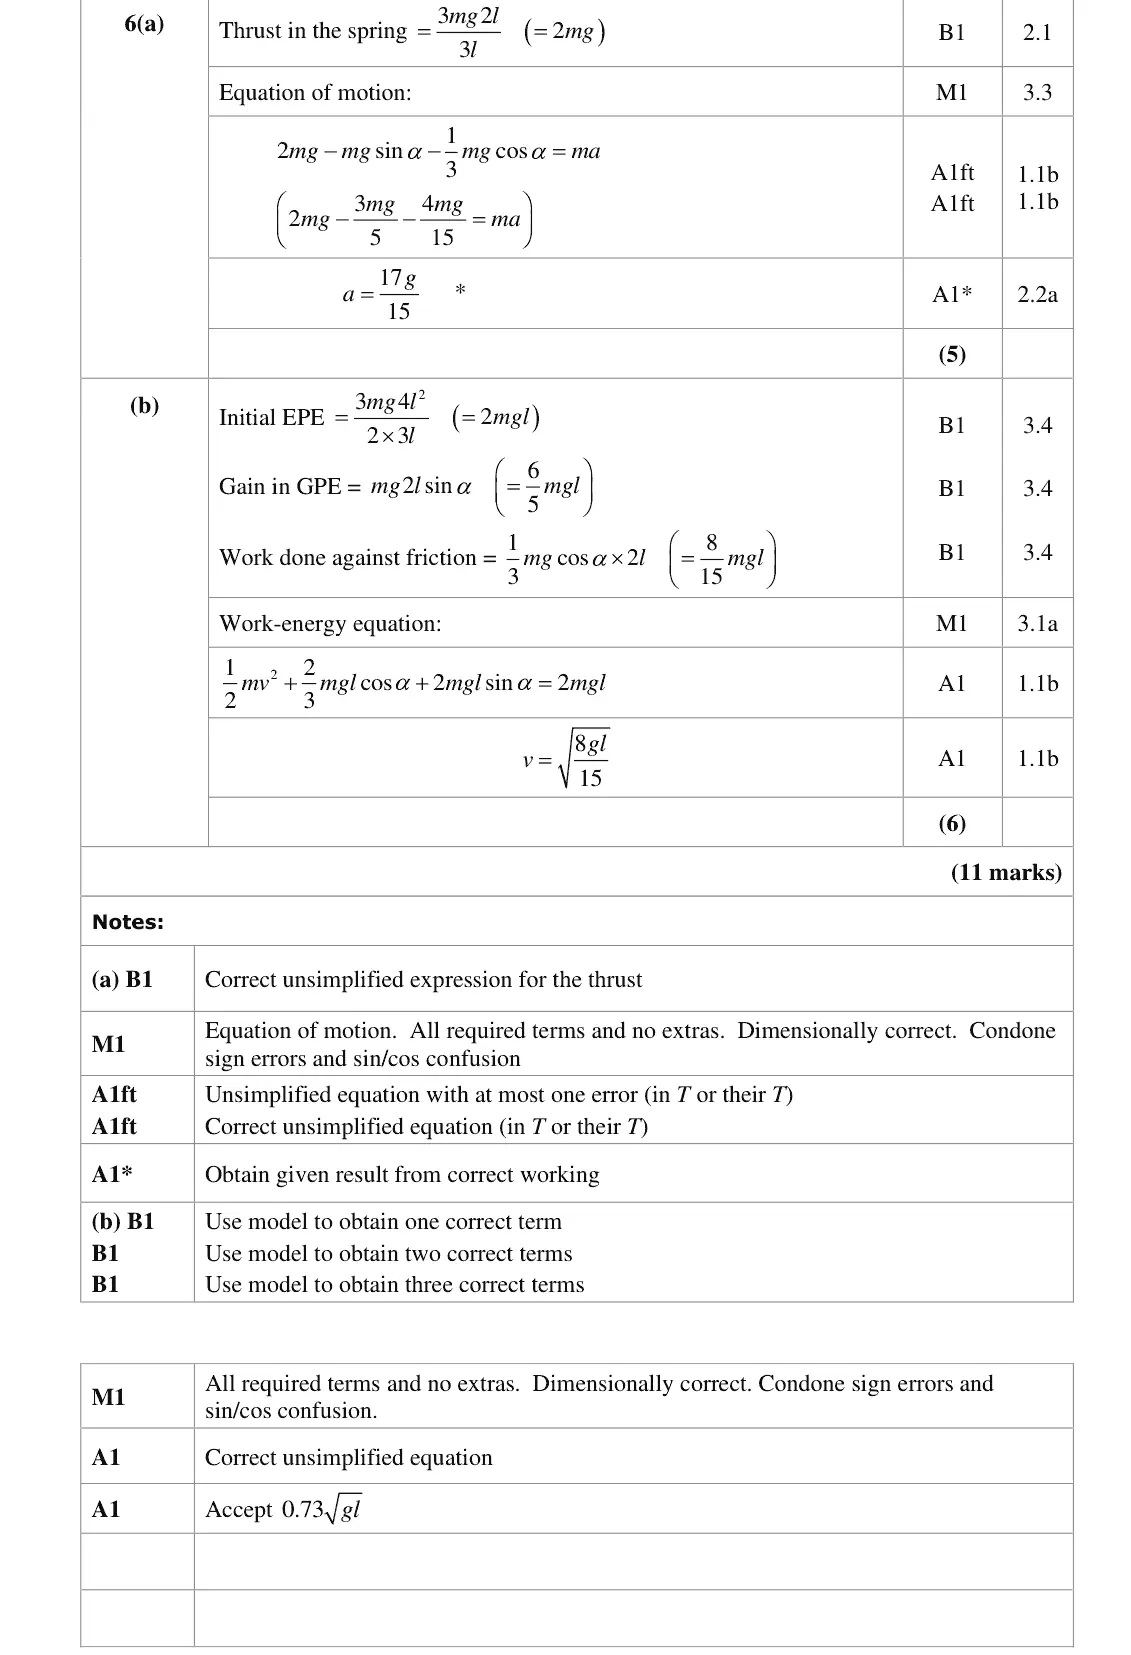 6(a) Thrust in the spring = 3mg2l/3l (= 2mg) B1 2.1
Equation of motion: M1 3.3
2mg − mg sin α − 1/3 mg cos α = ma A1ft 1.1b
(2mg − 3mg/5 − 4mg/15 = ma) A1ft 1.1b
a = 17g/15 * A1* 2.2a
(5)
(b) Initial EPE = 3mg4l²/2×3l (= 2mgl) B1 3.4
Gain in GPE = mg2l sin α (= 6/5 mgl) B1 3.4
Work done against friction = 1/3 mg cos α × 2l (= 8/15 mgl) B1 3.4
Work-energy equation: M1 3.1a
1/2 mv² + 2/3 mgl cos α + 2mgl sin α = 2mgl A1 1.1b
v = √(8gl/15) A1 1.1b
(6)
(11 marks)
Notes:
(a) B1 Correct unsimplified expression for the thrust
M1 Equation of motion. All required terms and no extras. Dimensionally correct. Condone
sign errors and sin/cos confusion
A1ft Unsimplified equation with at most one error (in T or their T)
A1ft Correct unsimplified equation (in T or their T)
A1* Obtain given result from correct working
(b) B1 Use model to obtain one correct term
B1 Use model to obtain two correct terms
B1 Use model to obtain three correct terms
M1 All required terms and no extras. Dimensionally correct. Condone sign errors and
sin/cos confusion.
A1 Correct unsimplified equation
A1 Accept 0.73√gl